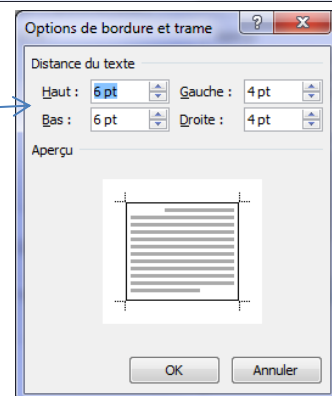 Options de bordure et trame
Distance du texte
Haut : 6 pt Gauche : 4 pt
Bas : 6 pt Droite : 4 pt
Aperçu
OK Annuler